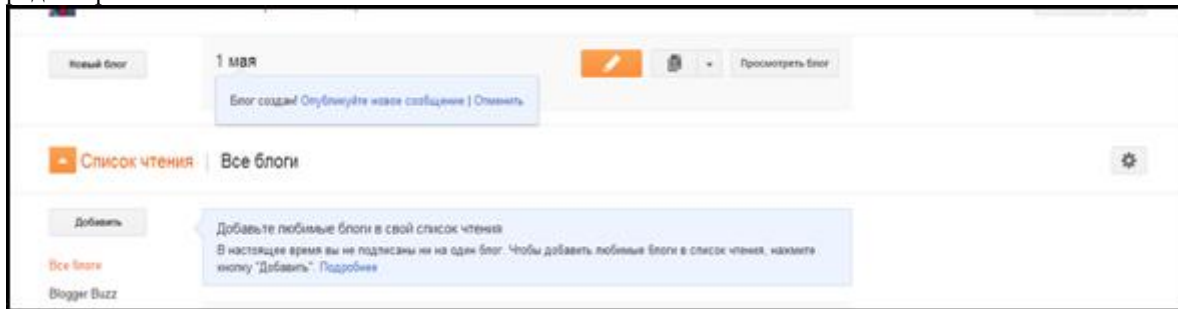 Новый блог
1 мая
Просмотреть блог
Блог создан! Опубликуйте новое сообщение | Отменить
Список чтения | Все блоги
Добавить
Добавьте любимые блоги в свой список чтения
В настоящее время вы не подписаны ни на один блог. Чтобы добавить любимые блоги в список чтения, нажмите
кнопку "Добавить". Подробнее
Все блоги
Blogger Buzz